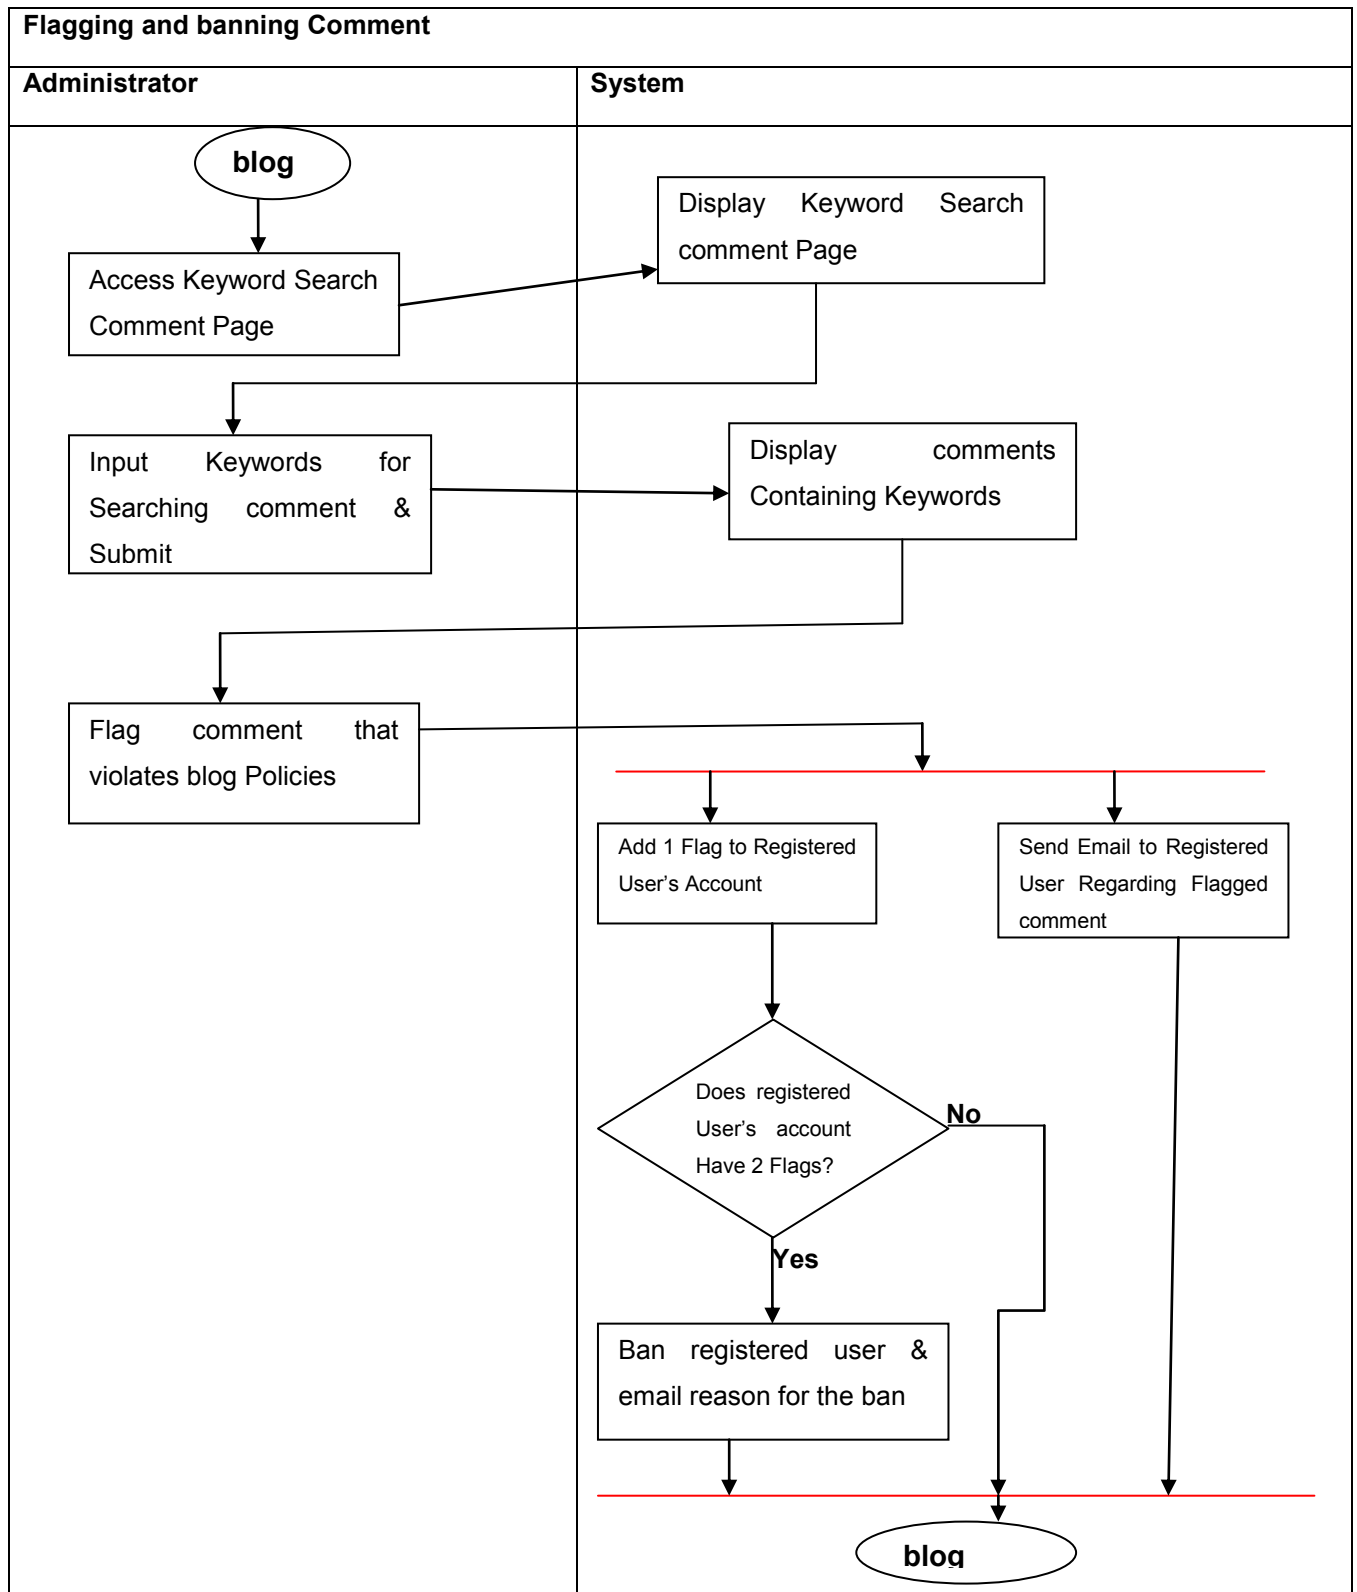 Flagging and banning Comment
Administrator
System
blog
Display Keyword Search
comment Page
Access Keyword Search
Comment Page
Input Keywords for
Searching comment &
Submit
Display comments
Containing Keywords
Flag comment that
violates blog Policies
Add 1 Flag to Registered
User’s Account
Send Email to Registered
User Regarding Flagged
comment
Does registered
User’s account
Have 2 Flags?
No
Yes
Ban registered user &
email reason for the ban
blog